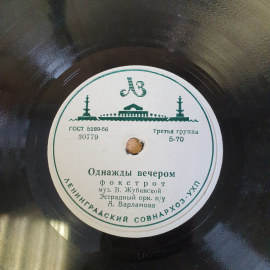 АЗ
ГОСТ 5289-56
30779
третья группа
5-70
Однажды вечером
фокстрот
муз. В. Жубинской
Эстрадный орк. п/у
А. Варламова
ЛЕНИНГРАДСКИЙ СОВНАРХОЗ·УХП